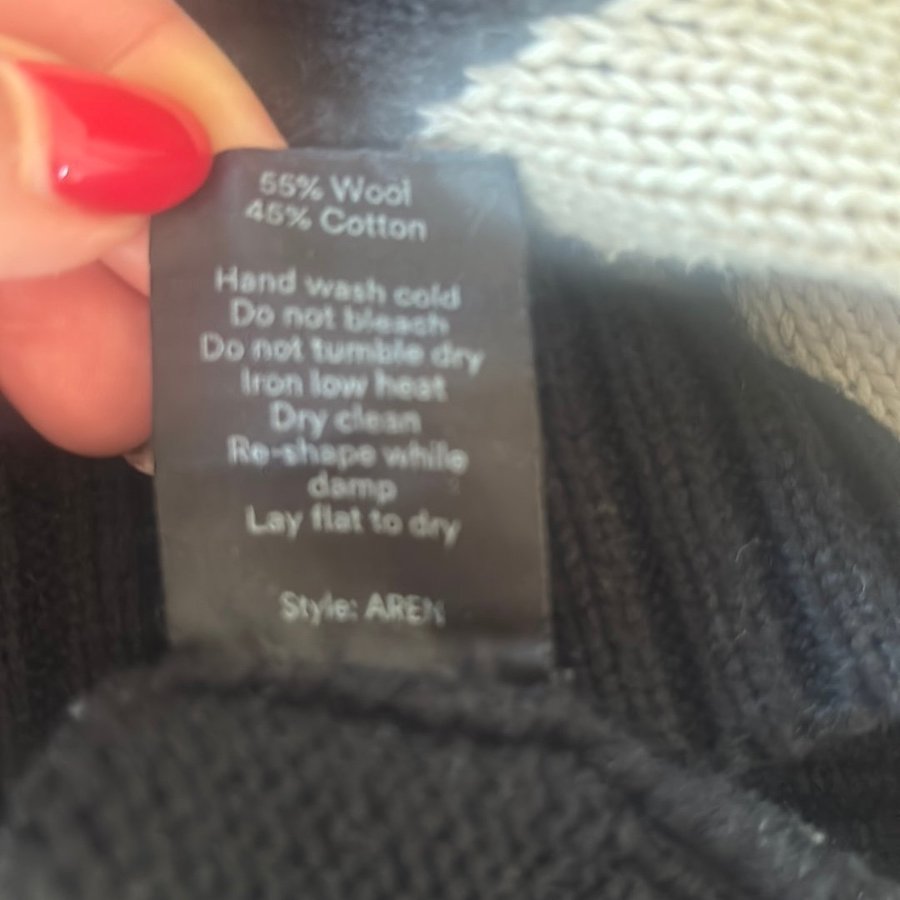 55% Wool
45% Cotton
Hand wash cold
Do not bleach
Do not tumble dry
Iron low heat
Dry clean
Re-shape while
damp
Lay flat to dry
Style: AREN